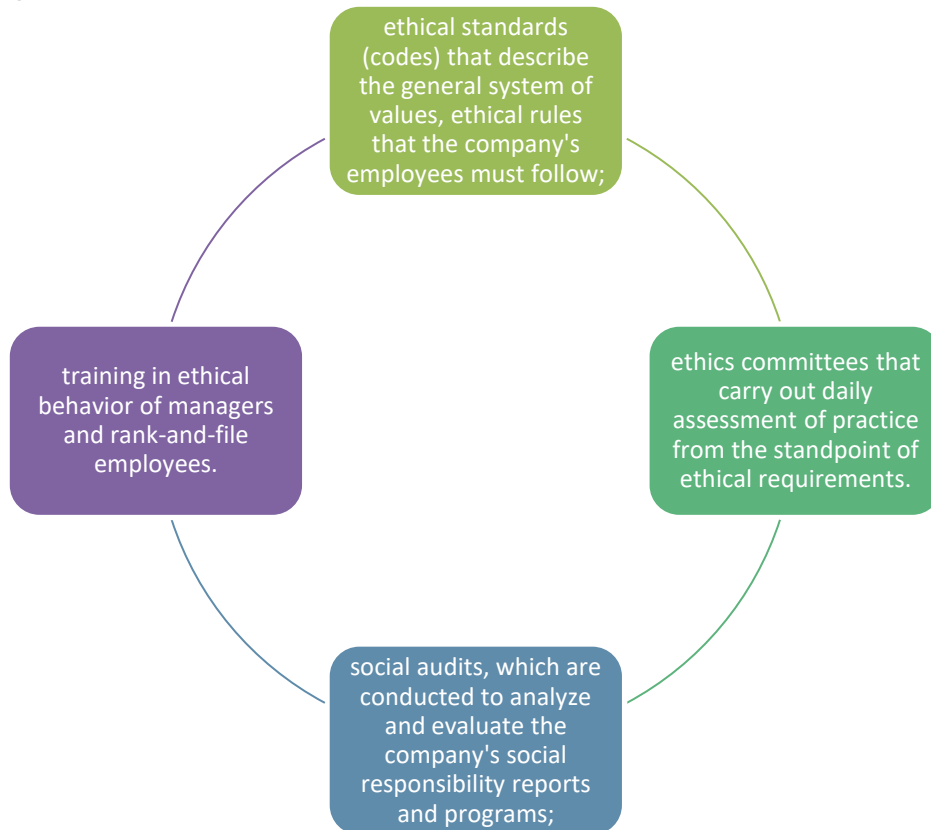 ethical standards
(codes) that describe
the general system of
values, ethical rules
that the company's
employees must follow;
ethics committees that
carry out daily
assessment of practice
from the standpoint of
ethical requirements.
social audits, which are
conducted to analyze
and evaluate the
company's social
responsibility reports
and programs;
training in ethical
behavior of managers
and rank-and-file
employees.